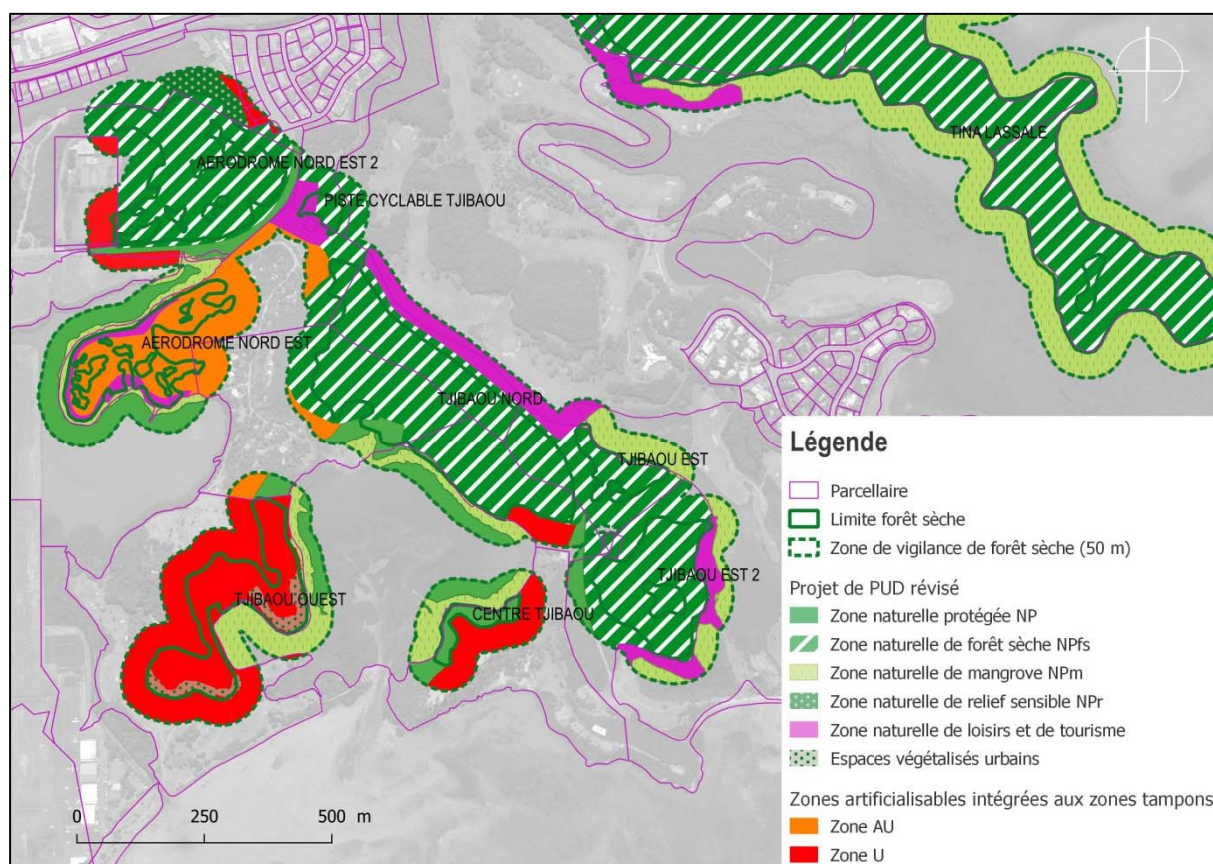 TINA LASSALE
AERODROME NORD EST 2
PISTE CYCLABLE TJIBAOU
AERODROME NORD EST
TJIBAOU NORD
TJIBAOU EST
TJIBAOU EST 2
TJIBAOU OUEST
CENTRE TJIBAOU
0 250 500 m
Légende
Parcellaire
Limite forêt sèche
Zone de vigilance de forêt sèche (50 m)
Projet de PUD révisé
Zone naturelle protégée NP
Zone naturelle de forêt sèche NPfs
Zone naturelle de mangrove NPm
Zone naturelle de relief sensible NPr
Zone naturelle de loisirs et de tourisme
Espaces végétalisés urbains
Zones artificialisables intégrées aux zones tampons
Zone AU
Zone U